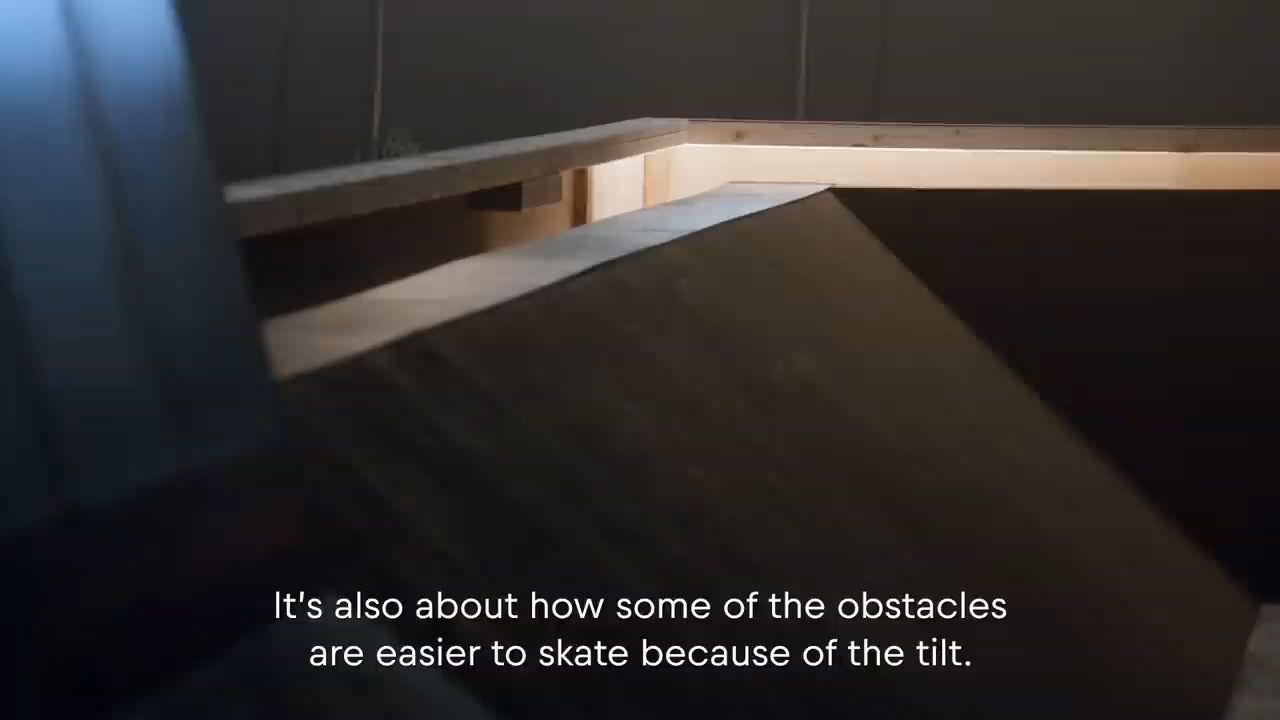 It's also about how some of the obstacles
are easier to skate because of the tilt.